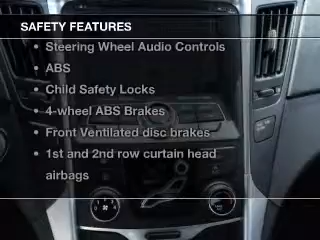 SAFETY FEATURES
• Steering Wheel Audio Controls
• ABS
• Child Safety Locks
• 4-wheel ABS Brakes
• Front Ventilated disc brakes
• 1st and 2nd row curtain head
airbags